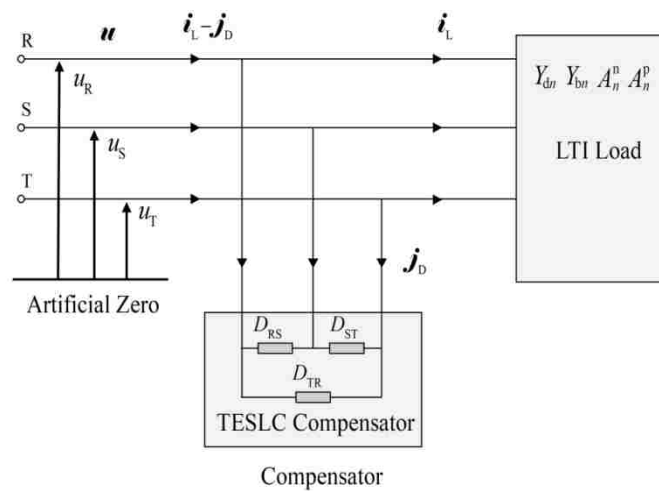 R
u
i_L-j_D
i_L
u_R
S
u_S
T
u_T
Y_dn Y_bn A_n^n A_n^p
LTI Load
j_D
Artificial Zero
D_RS
D_ST
D_TR
TESLC Compensator
Compensator